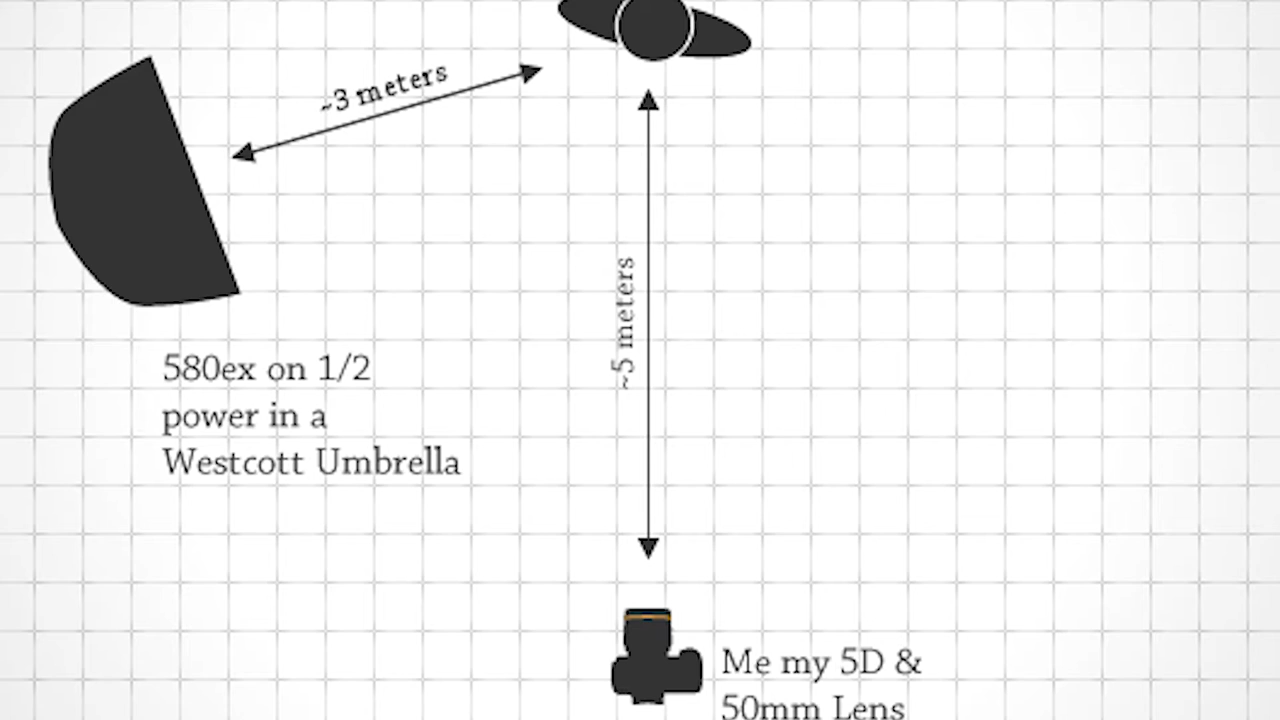 ~3 meters
~5 meters
580ex on 1/2
power in a
Westcott Umbrella
Me my 5D &
50mm Lens